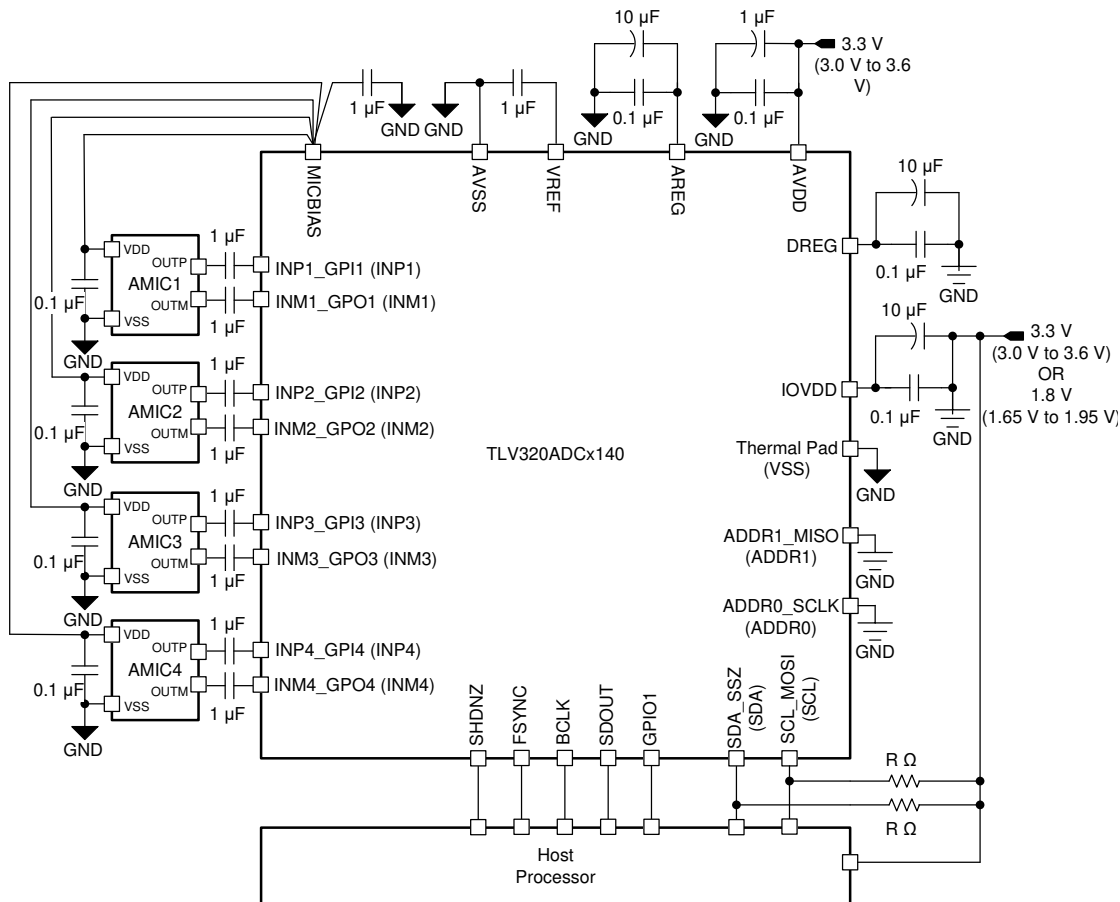 10 µF
1 µF
3.3 V
(3.0 V to 3.6
V)
1 µF
GND
GND
1 µF
0.1 µF
GND
0.1 µF
GND
MICBIAS
AVSS
VREF
AREG
AVDD
10 µF
DREG
0.1 µF
GND
10 µF
3.3 V
(3.0 V to 3.6 V)
OR
1.8 V
(1.65 V to 1.95 V)
IOVDD
0.1 µF
GND
Thermal Pad
(VSS)
GND
ADDR1_MISO
(ADDR1)
GND
ADDR0_SCLK
(ADDR0)
GND
TLV320ADCx140
1 µF
VDD
OUTP
AMIC1
OUTM
VSS
0.1 µF
GND
1 µF
INP1_GPI1 (INP1)
INM1_GPO1 (INM1)
1 µF
VDD
OUTP
AMIC2
OUTM
VSS
0.1 µF
GND
1 µF
INP2_GPI2 (INP2)
INM2_GPO2 (INM2)
1 µF
VDD
OUTP
AMIC3
OUTM
VSS
0.1 µF
GND
1 µF
INP3_GPI3 (INP3)
INM3_GPO3 (INM3)
1 µF
VDD
OUTP
AMIC4
OUTM
VSS
0.1 µF
GND
1 µF
INP4_GPI4 (INP4)
INM4_GPO4 (INM4)
SHDNZ
FSYNC
BCLK
SDOUT
GPIO1
SDA_SSZ
(SDA)
SCL_MOSI
(SCL)
R Ω
R Ω
Host
Processor